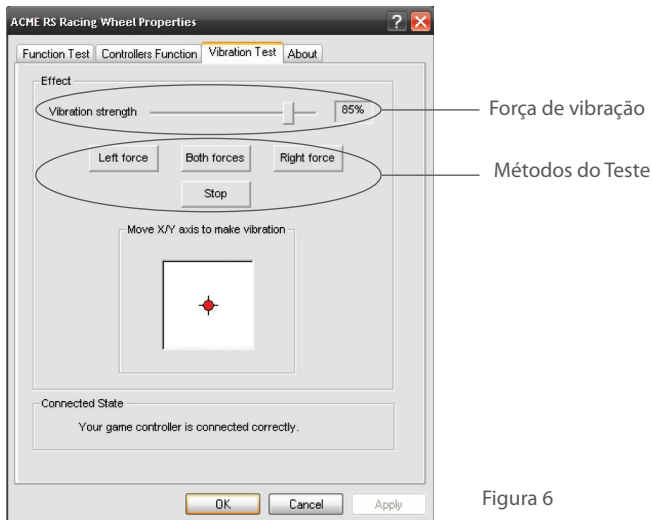 ACME RS Racing Wheel Properties
?
Function Test
Controllers Function
Vibration Test
About
Effect
Vibration strength
85%
Força de vibração
Left force
Both forces
Right force
Métodos do Teste
Stop
Move X/Y axis to make vibration
Connected State
Your game controller is connected correctly.
OK
Cancel
Apply
Figura 6